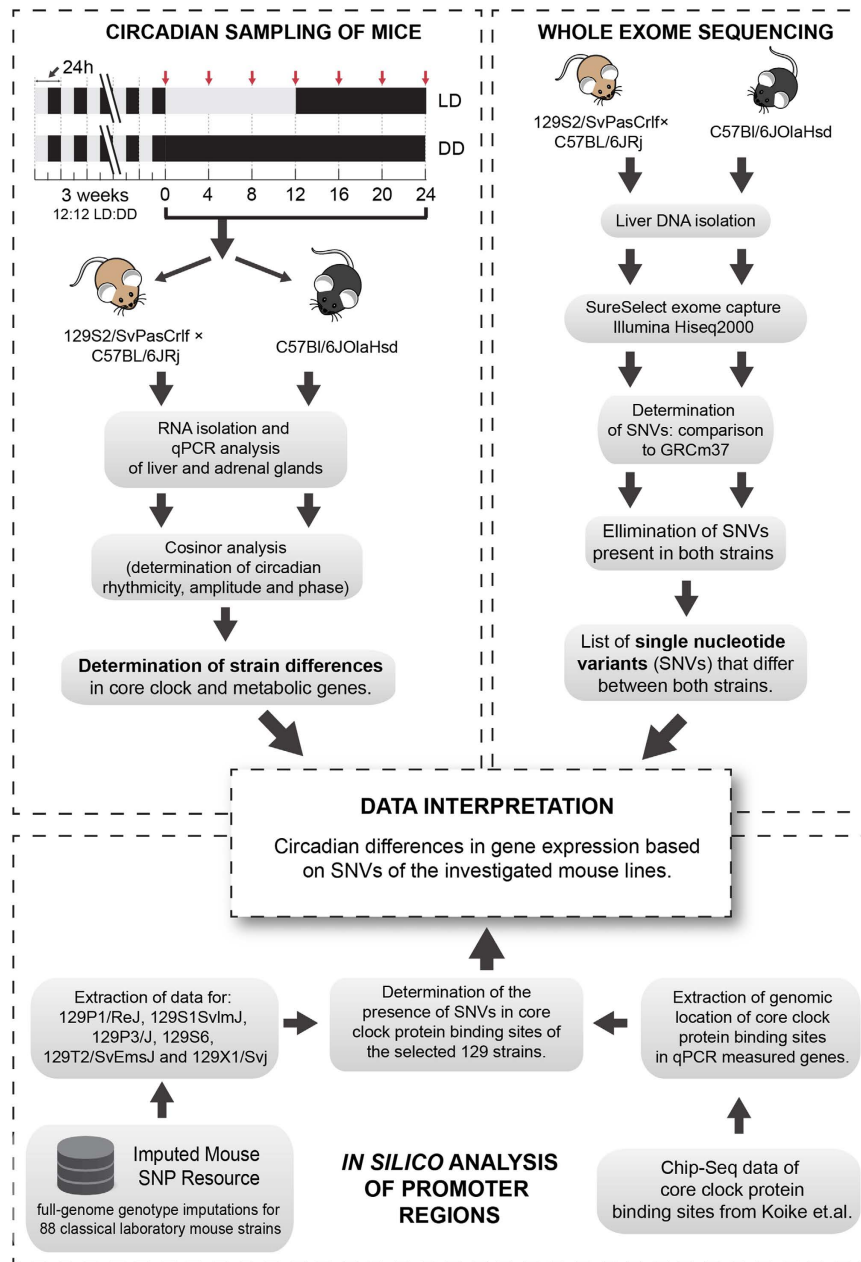 CIRCADIAN SAMPLING OF MICE
24h
LD
DD
3 weeks
12:12 LD:DD
0 4 8 12 16 20 24
129S2/SvPasCrlf ×
C57BL/6JRj
C57Bl/6JOlaHsd
RNA isolation and
qPCR analysis
of liver and adrenal glands
Cosinor analysis
(determination of circadian
rhythmicity, amplitude and phase)
Determination of strain differences
in core clock and metabolic genes.
WHOLE EXOME SEQUENCING
129S2/SvPasCrlf×
C57BL/6JRj
C57Bl/6JOlaHsd
Liver DNA isolation
SureSelect exome capture
Illumina Hiseq2000
Determination
of SNVs: comparison
to GRCm37
Ellimination of SNVs
present in both strains
List of single nucleotide
variants (SNVs) that differ
between both strains.
DATA INTERPRETATION
Circadian differences in gene expression based
on SNVs of the investigated mouse lines.
Extraction of data for:
129P1/ReJ, 129S1SvlmJ,
129P3/J, 129S6,
129T2/SvEmsJ and 129X1/Svj
Determination of the
presence of SNVs in core
clock protein binding sites of
the selected 129 strains.
Extraction of genomic
location of core clock
protein binding sites
in qPCR measured genes.
Imputed Mouse
SNP Resource
full-genome genotype imputations for
88 classical laboratory mouse strains
IN SILICO ANALYSIS
OF PROMOTER
REGIONS
Chip-Seq data of
core clock protein
binding sites from Koike et.al.